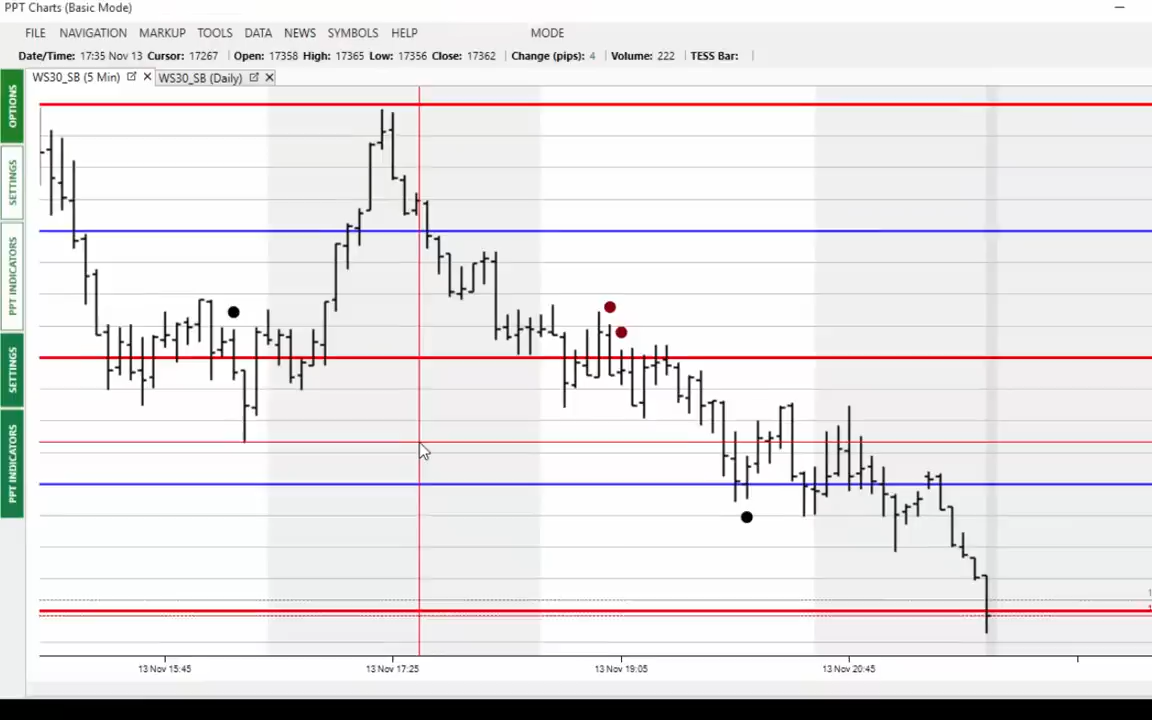 PPT Charts (Basic Mode)
FILE NAVIGATION MARKUP TOOLS DATA NEWS SYMBOLS HELP MODE
Date/Time: 17:35 Nov 13 Cursor: 17267 Open: 17358 High: 17365 Low: 17356 Close: 17362 Change (pips): 4 Volume: 222 TESS Bar:
WS30_SB (5 Min) WS30_SB (Daily)
OPTIONS
SETTINGS
PPT INDICATORS
SETTINGS
PPT INDICATORS
13 Nov 15:45 13 Nov 17:25 13 Nov 19:05 13 Nov 20:45